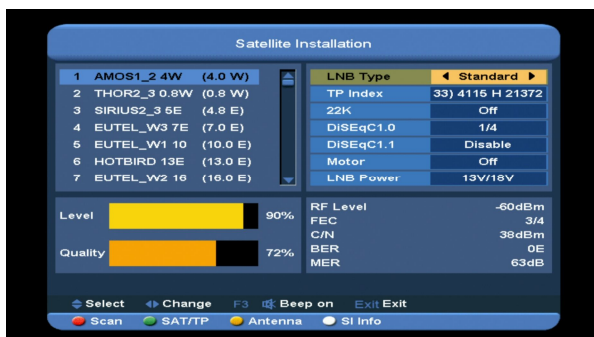 Satellite Installation
1 AMOS1_2 4W (4.0 W)
2 THOR2_3 0.8W (0.8 W)
3 SIRIUS2_3 5E (4.8 E)
4 EUTEL_W3 7E (7.0 E)
5 EUTEL_W1 10 (10.0 E)
6 HOTBIRD 13E (13.0 E)
7 EUTEL_W2 16 (16.0 E)
LNB Type Standard
TP Index 33) 4115 H 21372
22K Off
DiSEqC1.0 1/4
DiSEqC1.1 Disable
Motor Off
LNB Power 13V/18V
Level 90%
Quality 72%
RF Level -60dBm
FEC 3/4
C/N 38dBm
BER 0E
MER 63dB
Select Change F3 Beep on Exit Exit
Scan SAT/TP Antenna SI Info